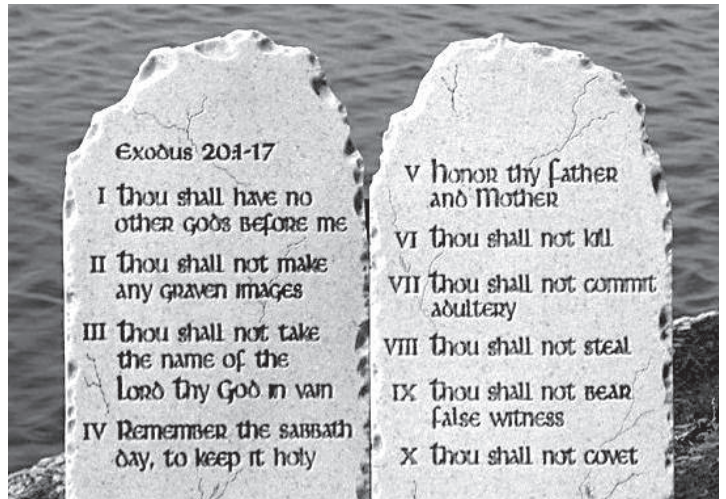 Exodus 20:1-17
I thou shall have no
other gods before me
II thou shall not make
any graven images
III thou shall not take
the name of the
Lord thy God in vain
IV Remember the sabbath
day, to keep it holy
V honor thy father
and Mother
VI thou shall not kill
VII thou shall not commit
adultery
VIII thou shall not steal
IX thou shall not bear
false witness
X thou shall not covet